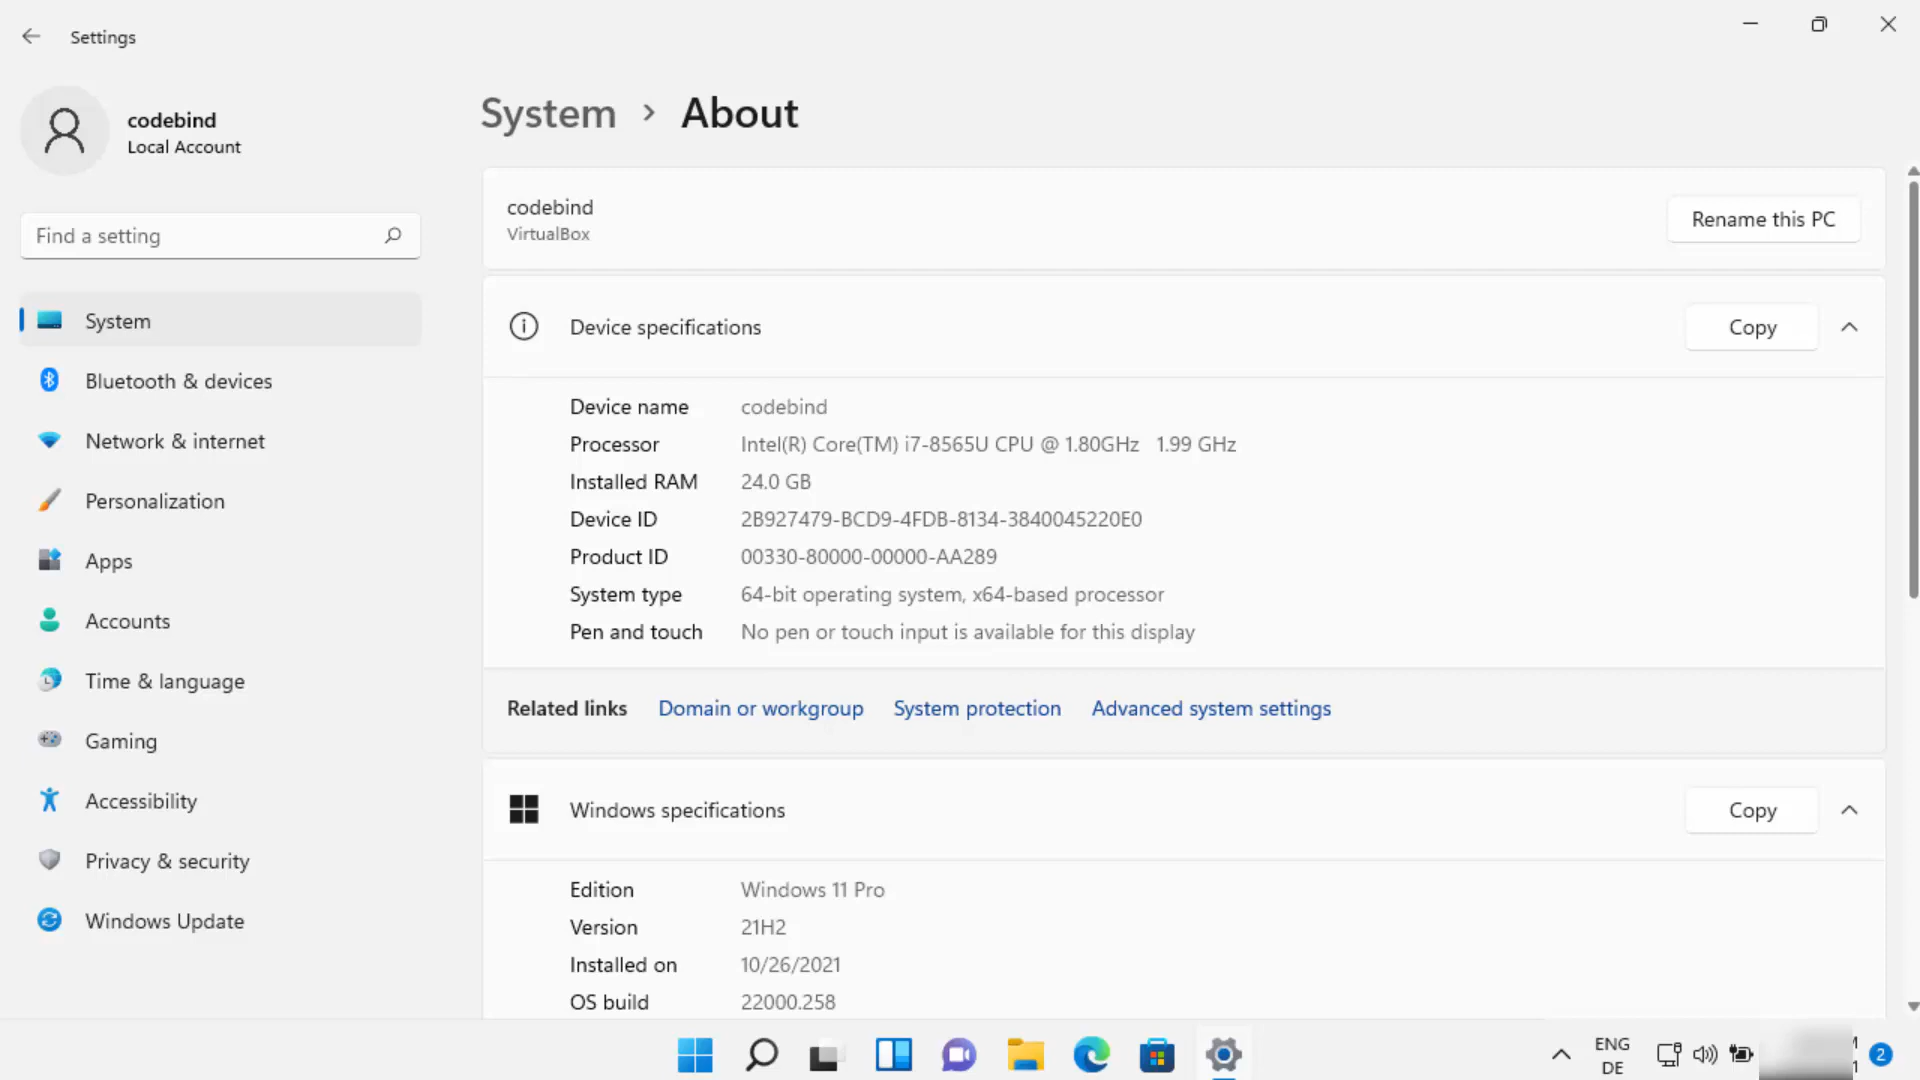 Settings
codebind
Local Account
Find a setting
System
Bluetooth & devices
Network & internet
Personalization
Apps
Accounts
Time & language
Gaming
Accessibility
Privacy & security
Windows Update
System > About
codebind
VirtualBox
Rename this PC
Device specifications
Copy
Device name codebind
Processor Intel(R) Core(TM) i7-8565U CPU @ 1.80GHz 1.99 GHz
Installed RAM 24.0 GB
Device ID 2B927479-BCD9-4FDB-8134-3840045220E0
Product ID 00330-80000-00000-AA289
System type 64-bit operating system, x64-based processor
Pen and touch No pen or touch input is available for this display
Related links Domain or workgroup System protection Advanced system settings
Windows specifications
Copy
Edition Windows 11 Pro
Version 21H2
Installed on 10/26/2021
OS build 22000.258
ENG
DE
2